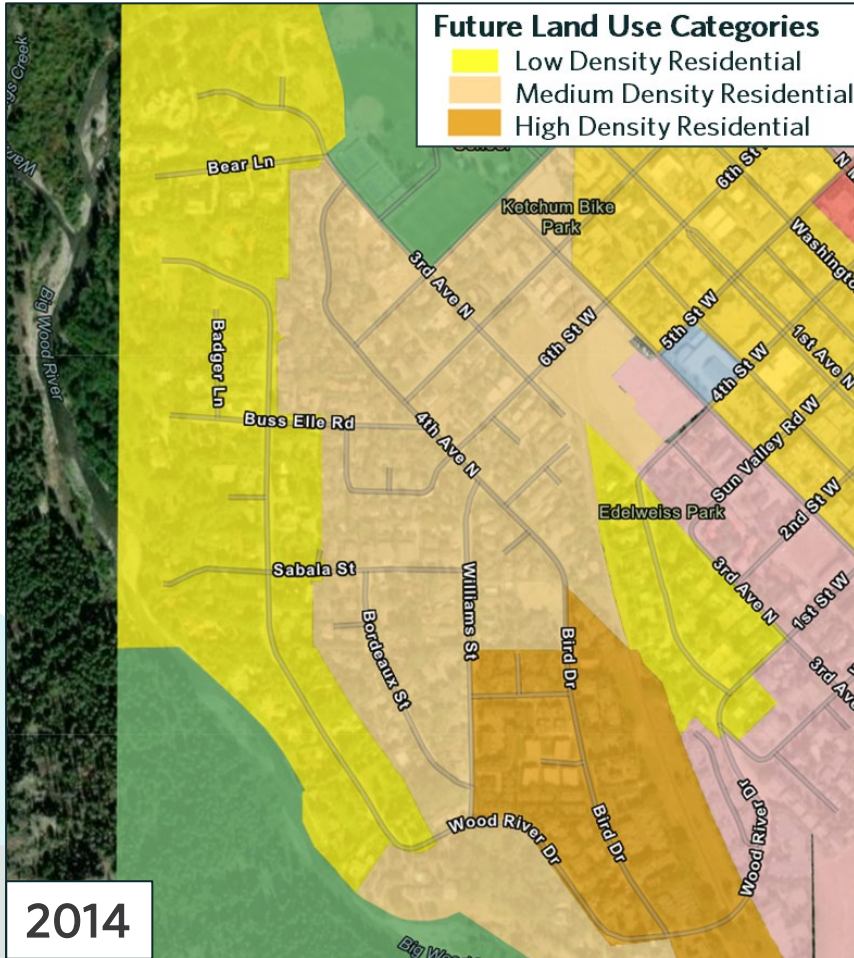 Future Land Use Categories
Low Density Residential
Medium Density Residential
High Density Residential
Bear Ln
Ketchum Bike
Park
6th St
Washington
3rd Ave N
Big Wood River
Badger Ln
6th St W
5th St W
1st Ave N
4th St W
Buss Elle Rd
4th Ave N
Sun Valley Rd W
Edelweiss Park
2nd St W
Sabala St
Williams St
3rd Ave N
1st St W
Bordeaux St
Bird Dr
3rd Ave
Wood River Dr
Bird Dr
Wood River Dr
2014
Big Wood